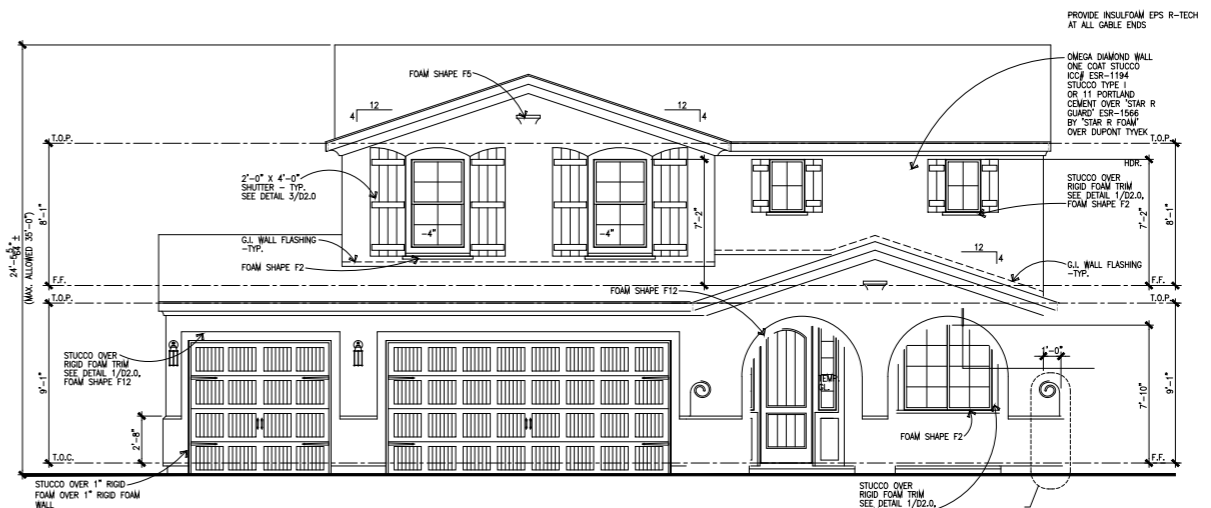 PROVIDE INSULFOAM EPS R-TECH
AT ALL GABLE ENDS
OMEGA DIAMOND WALL
ONE COAT STUCCO
ICC# ESR-1194
STUCCO TYPE I
OR 11 PORTLAND
CEMENT OVER 'STAR R
GUARD' ESR-1566
BY 'STAR R FOAM'
OVER DUPONT TYVEK
FOAM SHAPE F5
12
4
12
4
T.O.P.
T.O.P.
HDR.
2'-0" X 4'-0"
SHUTTER - TYP.
SEE DETAIL 3/D2.0
STUCCO OVER
RIGID FOAM TRIM
SEE DETAIL 1/D2.0,
FOAM SHAPE F2
8'-1"
7'-2"
7'-2"
8'-1"
(MAX. ALLOWED 35'-0")
-4"
-4"
G.I. WALL FLASHING
-TYP.
FOAM SHAPE F2
12
4
G.I. WALL FLASHING
-TYP.
F.F.
F.F.
FOAM SHAPE F12
T.O.P.
T.O.P.
STUCCO OVER
RIGID FOAM TRIM
SEE DETAIL 1/D2.0,
FOAM SHAPE F12
1'-0"
TEMP.
GL.
9'-1"
7'-10"
9'-1"
2'-8"
FOAM SHAPE F2
T.O.C.
F.F.
STUCCO OVER 1" RIGID
FOAM OVER 1" RIGID FOAM
WALL
STUCCO OVER
RIGID FOAM TRIM
SEE DETAIL 1/D2.0,